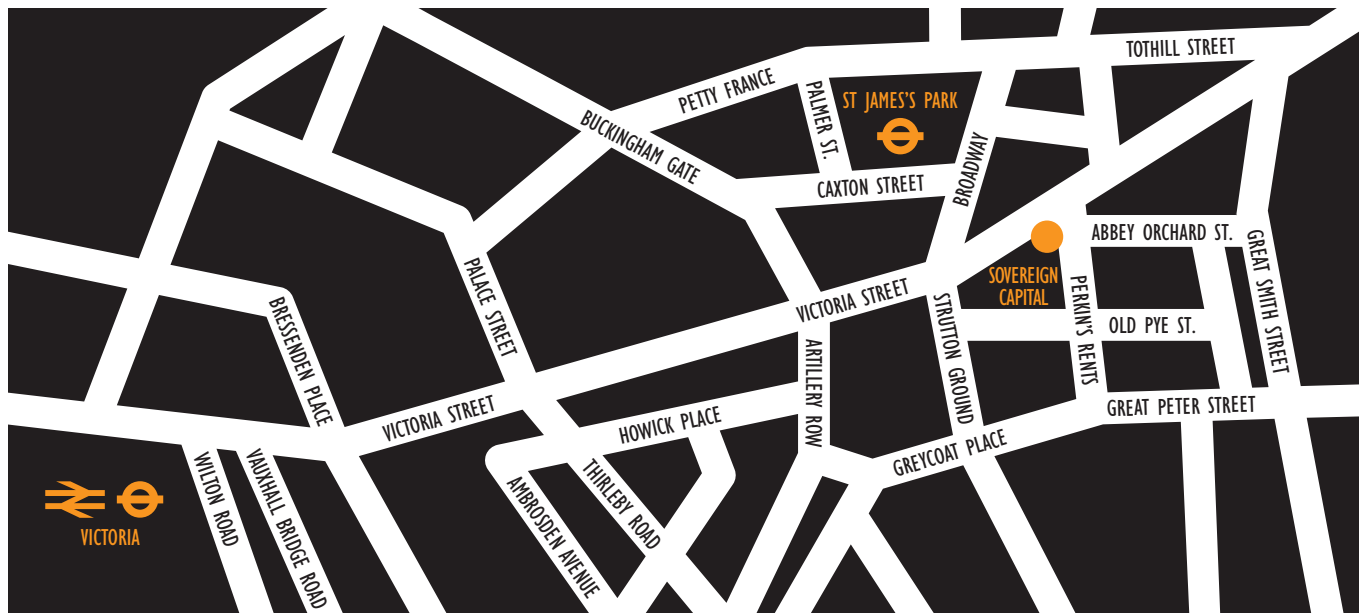 TOTHILL STREET
PETTY FRANCE
PALMER ST.
ST JAMES'S PARK
BUCKINGHAM GATE
CAXTON STREET
BROADWAY
ABBEY ORCHARD ST.
GREAT SMITH STREET
SOVEREIGN
CAPITAL
PERKIN'S RENTS
PALACE STREET
VICTORIA STREET
STRUTTON GROUND
OLD PYE ST.
BRESSENDEN PLACE
ARTILLERY ROW
VICTORIA STREET
HOWICK PLACE
GREAT PETER STREET
GREYCOAT PLACE
WILTON ROAD
VAUXHALL BRIDGE ROAD
AMBROSDEN AVENUE
THIRLEBY ROAD
VICTORIA